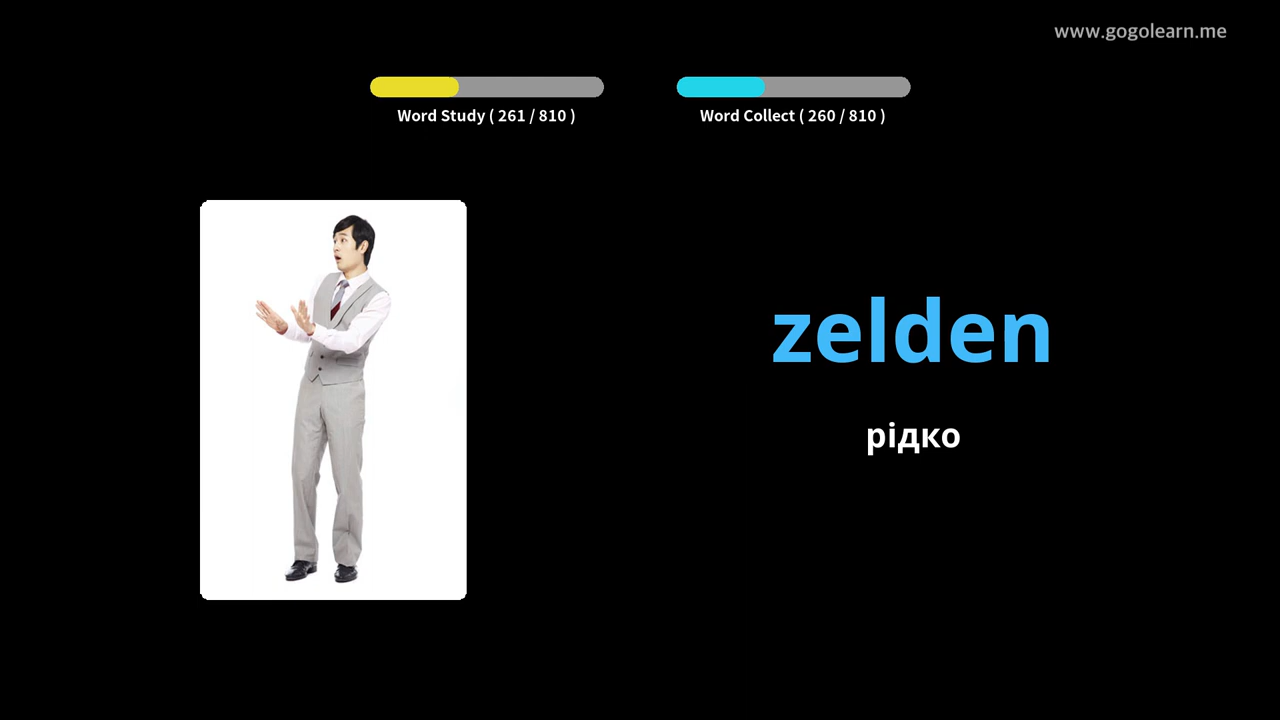 www.gogolearn.me
Word Study ( 261 / 810 )
Word Collect ( 260 / 810 )
zelden
рідко